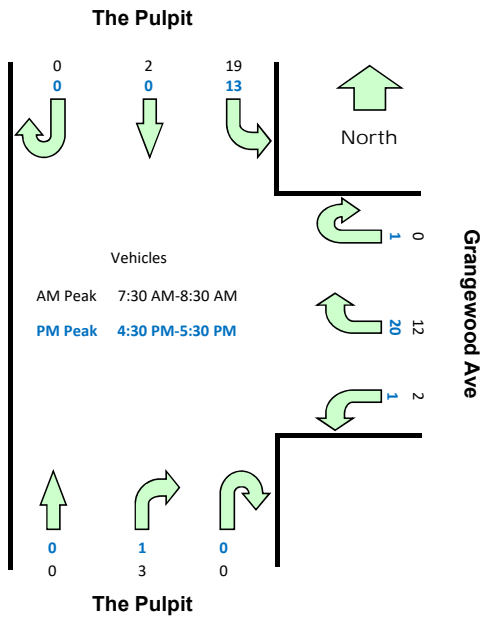 The Pulpit
0 2 19
0 0 13
North
1 0
Vehicles
AM Peak 7:30 AM-8:30 AM
PM Peak 4:30 PM-5:30 PM
20 12
1 2
Grangewood Ave
0 1 0
0 3 0
The Pulpit